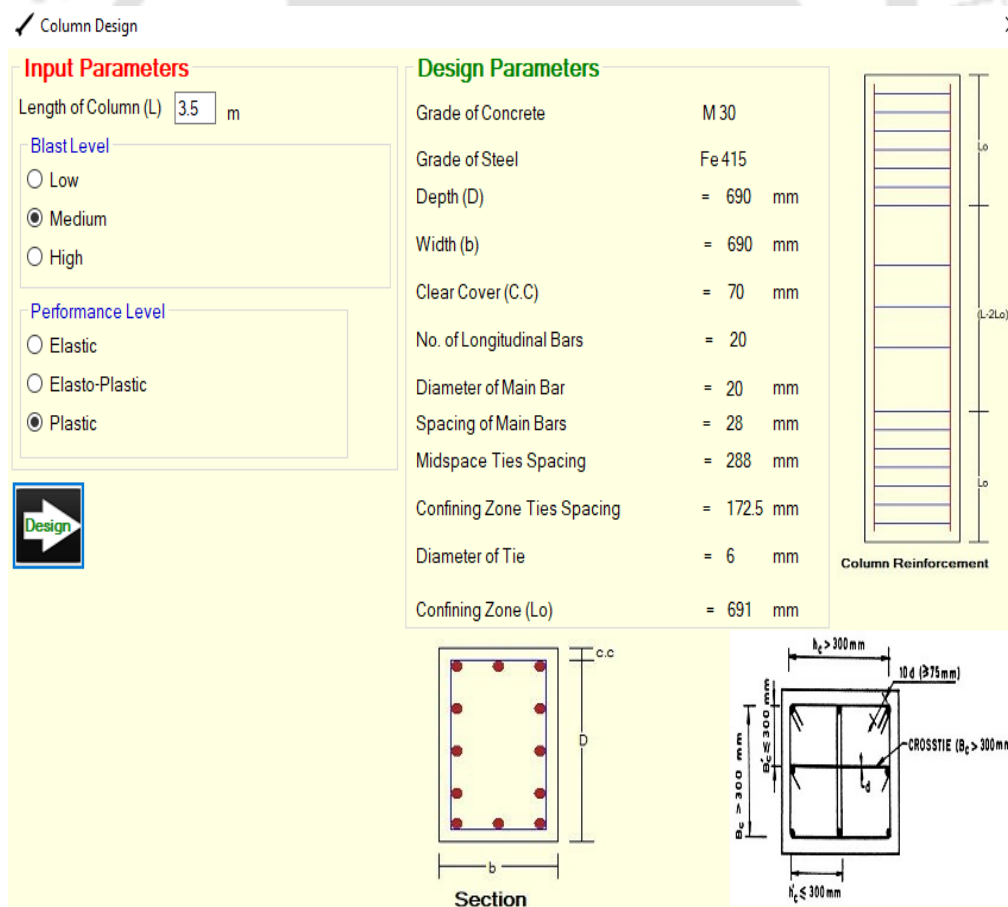 Column Design
Input Parameters
Length of Column (L) 3.5 m
Blast Level
Low
Medium
High
Performance Level
Elastic
Elasto-Plastic
Plastic
Design
Design Parameters
Grade of Concrete M 30
Grade of Steel Fe 415
Depth (D) = 690 mm
Width (b) = 690 mm
Clear Cover (C.C) = 70 mm
No. of Longitudinal Bars = 20
Diameter of Main Bar = 20 mm
Spacing of Main Bars = 28 mm
Midspace Ties Spacing = 288 mm
Confining Zone Ties Spacing = 172.5 mm
Diameter of Tie = 6 mm
Confining Zone (Lo) = 691 mm
Lo
(L-2Lo)
Lo
Column Reinforcement
c.c
D
b
Section
hc > 300 mm
10 d (≥75mm)
B'c ≤ 300 mm
Bc > 300 mm
CROSSTIE (Bc > 300mm
d
h'c ≤ 300 mm